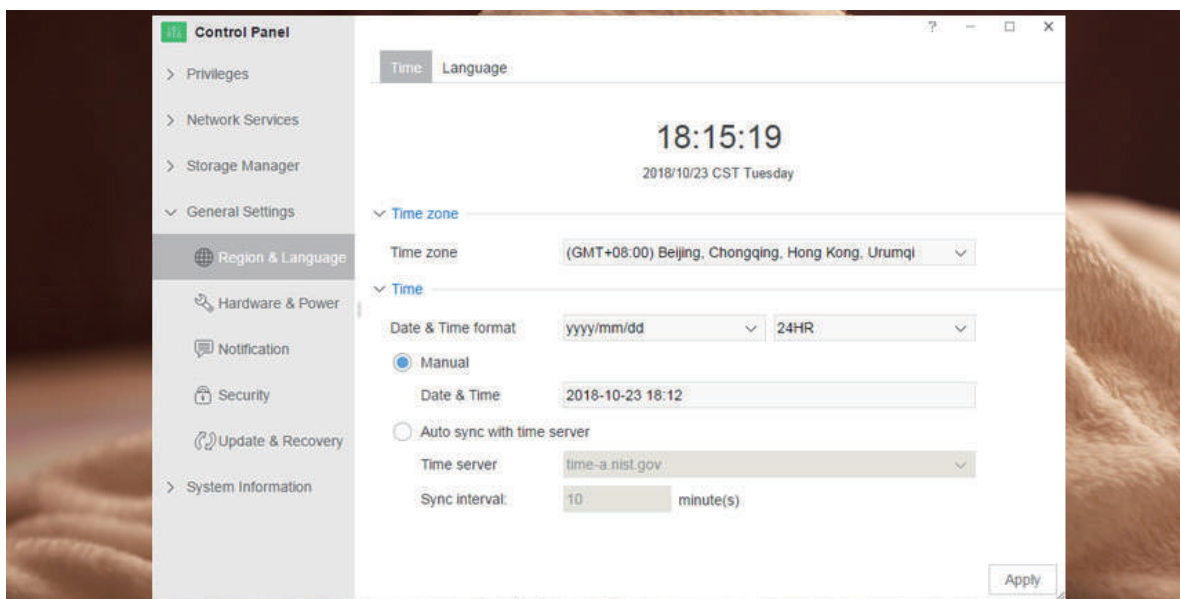 Control Panel
?
Privileges
Network Services
Storage Manager
General Settings
Region & Language
Hardware & Power
Notification
Security
Update & Recovery
System Information
Time Language
18:15:19
2018/10/23 CST Tuesday
Time zone
Time zone (GMT+08:00) Beijing, Chongqing, Hong Kong, Urumqi
Time
Date & Time format yyyy/mm/dd 24HR
Manual
Date & Time 2018-10-23 18:12
Auto sync with time server
Time server time-a.nist.gov
Sync interval: 10 minute(s)
Apply